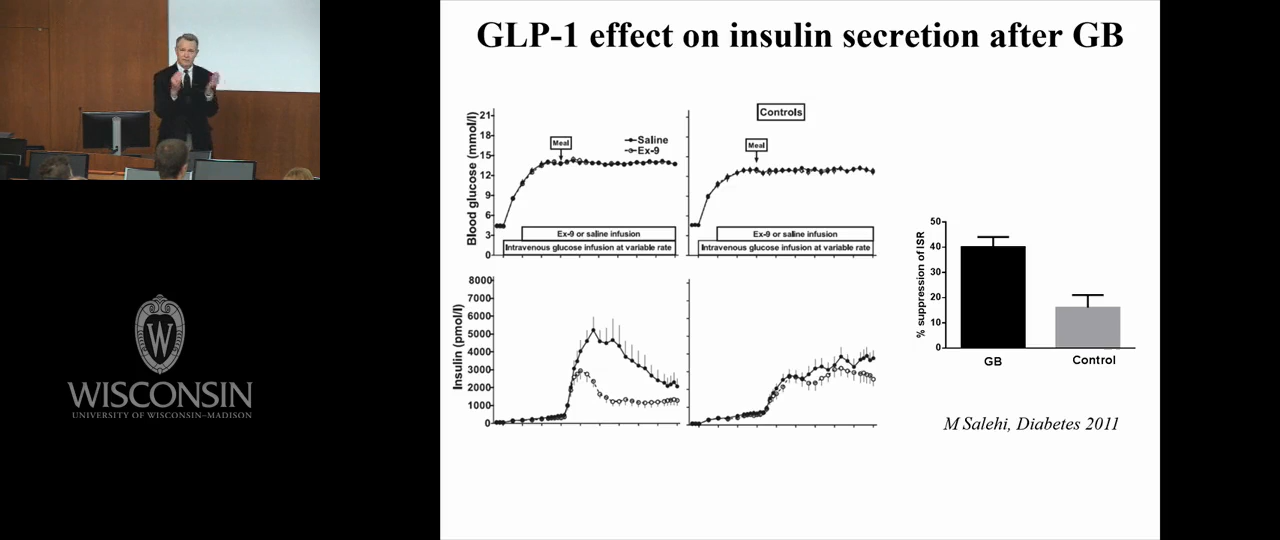 GLP-1 effect on insulin secretion after GB
Blood glucose (mmol/l)
21
18
15
12
9
6
3
0
Meal
Saline
Ex-9
Ex-9 or saline infusion
Intravenous glucose infusion at variable rate
Controls
Meal
Ex-9 or saline infusion
Intravenous glucose infusion at variable rate
Insulin (pmol/l)
8000
7000
6000
5000
4000
3000
2000
1000
0
% suppression of ISR
50
40
30
20
10
0
GB
Control
M Salehi, Diabetes 2011
W
WISCONSIN
UNIVERSITY OF WISCONSIN–MADISON